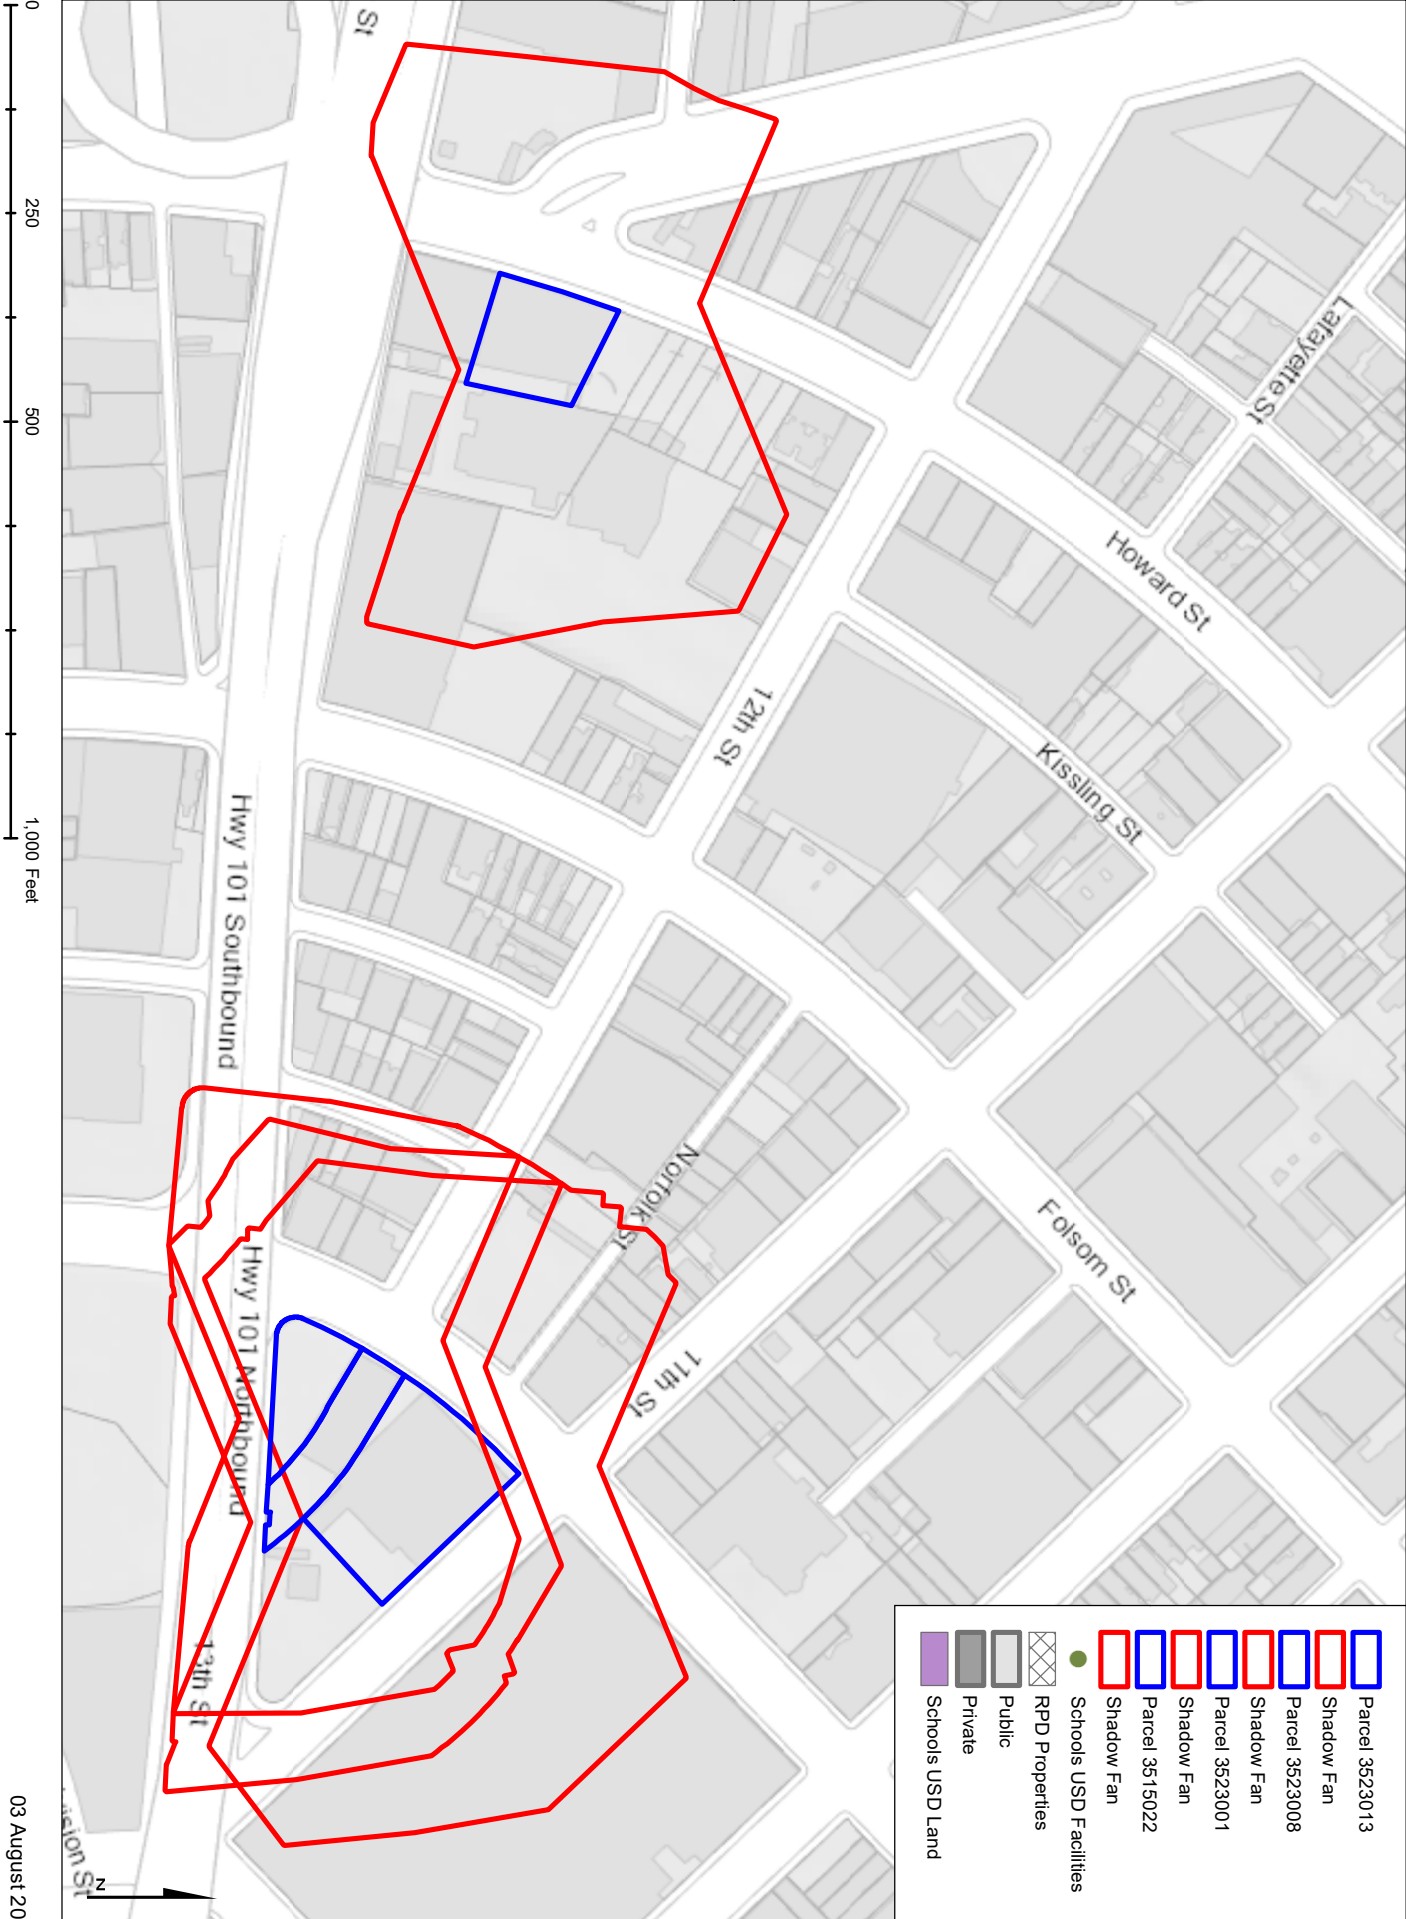 Parcel 3523013
Shadow Fan
Parcel 3523008
Shadow Fan
Parcel 3523001
Shadow Fan
Parcel 3515022
Shadow Fan
Schools USD Facilities
RPD Properties
Public
Private
Schools USD Land
Lafayette St
Howard St
Kissling St
12th St
Folsom St
Norfolk St
11th St
St
Hwy 101 Southbound
Hwy 101 Northbound
13th St
ision St
N
0
250
500
1,000 Feet
03 August 20